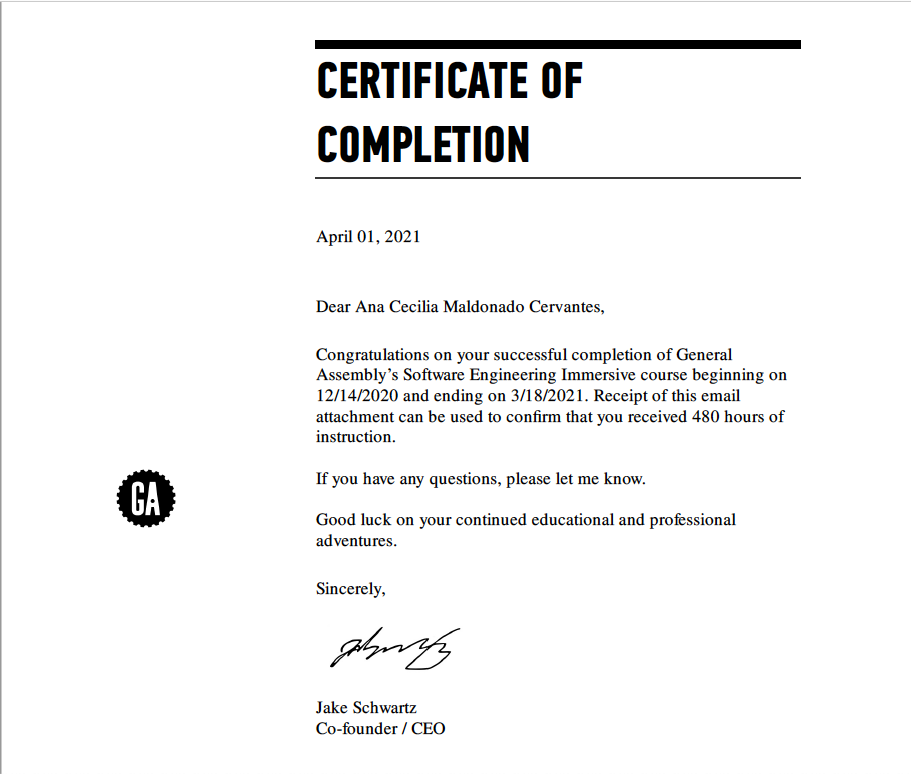 CERTIFICATE OF
COMPLETION
April 01, 2021
Dear Ana Cecilia Maldonado Cervantes,
Congratulations on your successful completion of General
Assembly’s Software Engineering Immersive course beginning on
12/14/2020 and ending on 3/18/2021. Receipt of this email
attachment can be used to confirm that you received 480 hours of
instruction.
If you have any questions, please let me know.
GA
Good luck on your continued educational and professional
adventures.
Sincerely,
Jake Schwartz
Co-founder / CEO